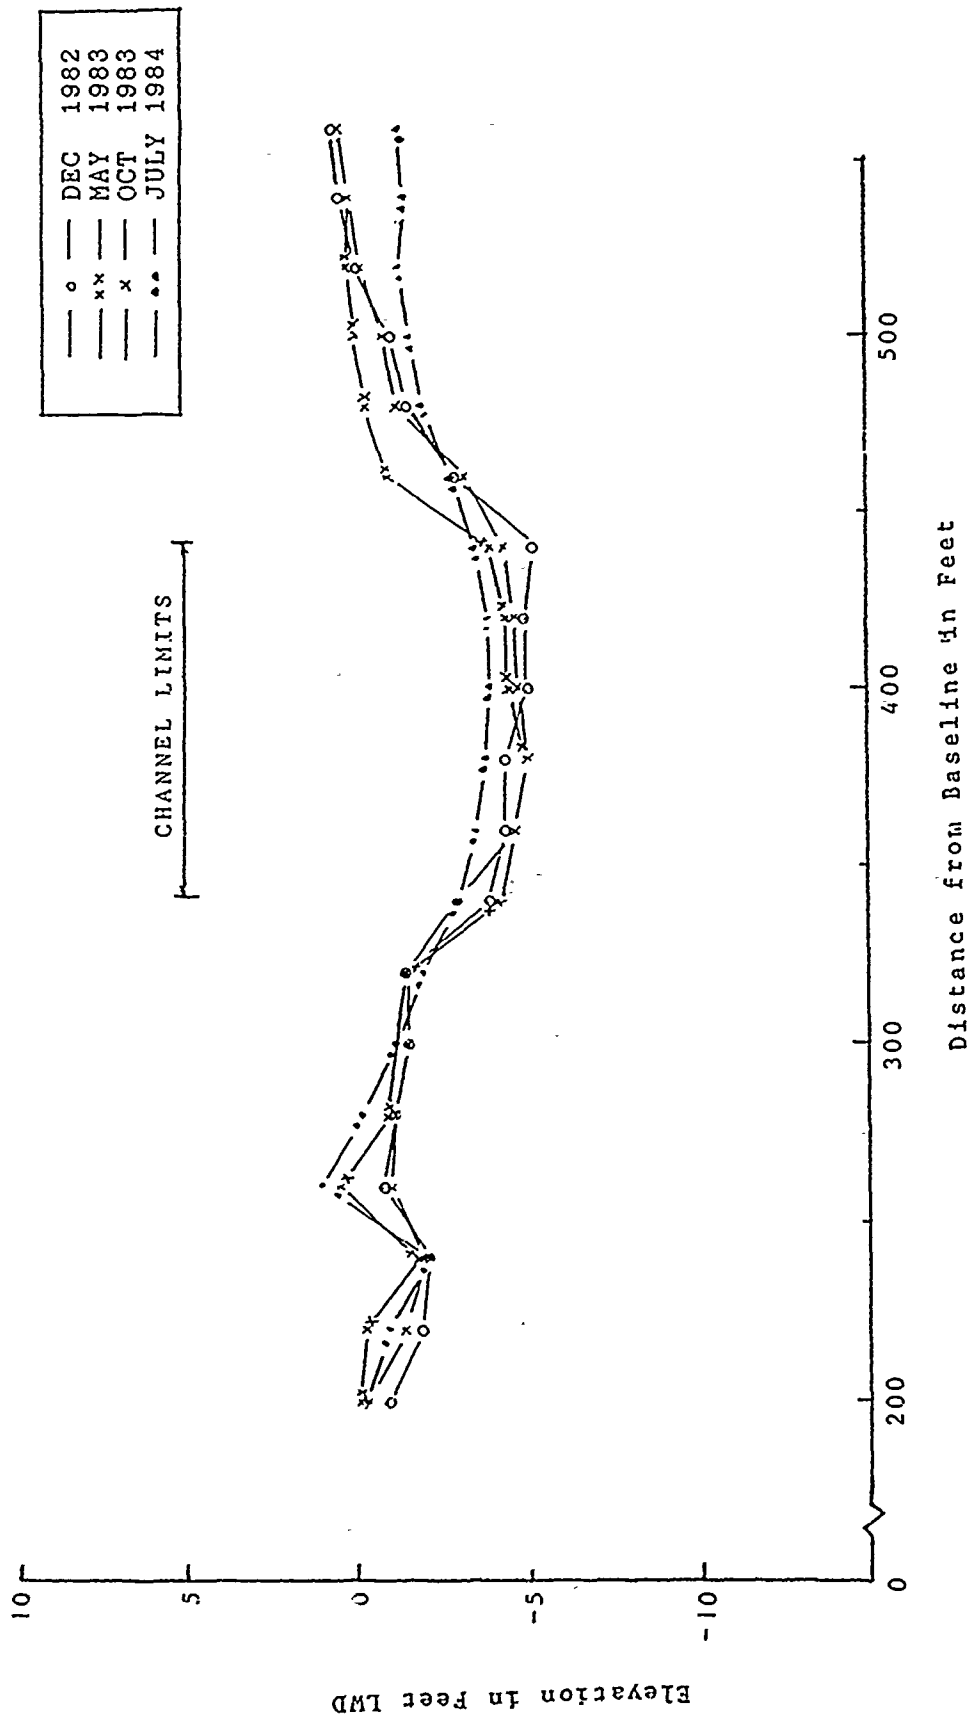 DEC 1982
MAY 1983
OCT 1983
JULY 1984
CHANNEL LIMITS
10
5
0
-5
-10
0
200
300
400
500
Elevation in Feet LWD
Distance from Baseline in Feet